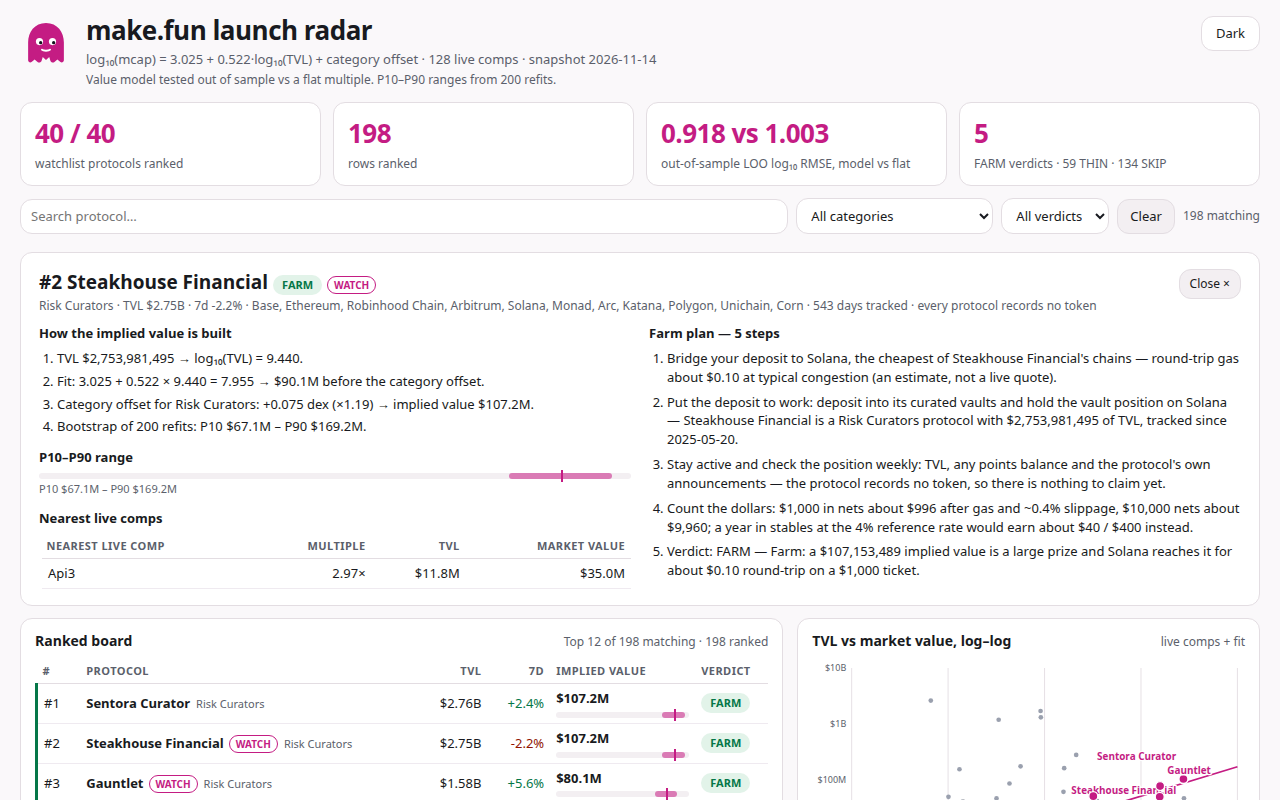 make.fun launch radar
log₁₀(mcap) = 3.025 + 0.522·log₁₀(TVL) + category offset · 128 live comps · snapshot 2026-11-14
Value model tested out of sample vs a flat multiple. P10–P90 ranges from 200 refits.
Dark
40 / 40
watchlist protocols ranked
198
rows ranked
0.918 vs 1.003
out-of-sample LOO log₁₀ RMSE, model vs flat
5
FARM verdicts · 59 THIN · 134 SKIP
Search protocol...
All categories
All verdicts
Clear
198 matching
#2 Steakhouse Financial FARM WATCH
Close ×
Risk Curators · TVL $2.75B · 7d -2.2% · Base, Ethereum, Robinhood Chain, Arbitrum, Solana, Monad, Arc, Katana, Polygon, Unichain, Corn · 543 days tracked · every protocol records no token
How the implied value is built
1. TVL $2,753,981,495 → log₁₀(TVL) = 9.440.
2. Fit: 3.025 + 0.522 × 9.440 = 7.955 → $90.1M before the category offset.
3. Category offset for Risk Curators: +0.075 dex (×1.19) → implied value $107.2M.
4. Bootstrap of 200 refits: P10 $67.1M – P90 $169.2M.
P10–P90 range
P10 $67.1M – P90 $169.2M
Nearest live comps
NEAREST LIVE COMP MULTIPLE TVL MARKET VALUE
Api3 2.97× $11.8M $35.0M
Farm plan — 5 steps
1. Bridge your deposit to Solana, the cheapest of Steakhouse Financial's chains — round-trip gas
about $0.10 at typical congestion (an estimate, not a live quote).
2. Put the deposit to work: deposit into its curated vaults and hold the vault position on Solana
— Steakhouse Financial is a Risk Curators protocol with $2,753,981,495 of TVL, tracked since
2025-05-20.
3. Stay active and check the position weekly: TVL, any points balance and the protocol's own
announcements — the protocol records no token, so there is nothing to claim yet.
4. Count the dollars: $1,000 in nets about $996 after gas and ~0.4% slippage, $10,000 nets about
$9,960; a year in stables at the 4% reference rate would earn about $40 / $400 instead.
5. Verdict: FARM — Farm: a $107,153,489 implied value is a large prize and Solana reaches it for
about $0.10 round-trip on a $1,000 ticket.
Ranked board
Top 12 of 198 matching · 198 ranked
# PROTOCOL TVL 7D IMPLIED VALUE VERDICT
#1 Sentora Curator Risk Curators $2.76B +2.4% $107.2M FARM
#2 Steakhouse Financial WATCH Risk Curators $2.75B -2.2% $107.2M FARM
#3 Gauntlet WATCH Risk Curators $1.58B +5.6% $80.1M FARM
TVL vs market value, log–log
live comps + fit
$10B
$1B
$100M
Sentora Curator
Gauntlet
Steakhouse Financial